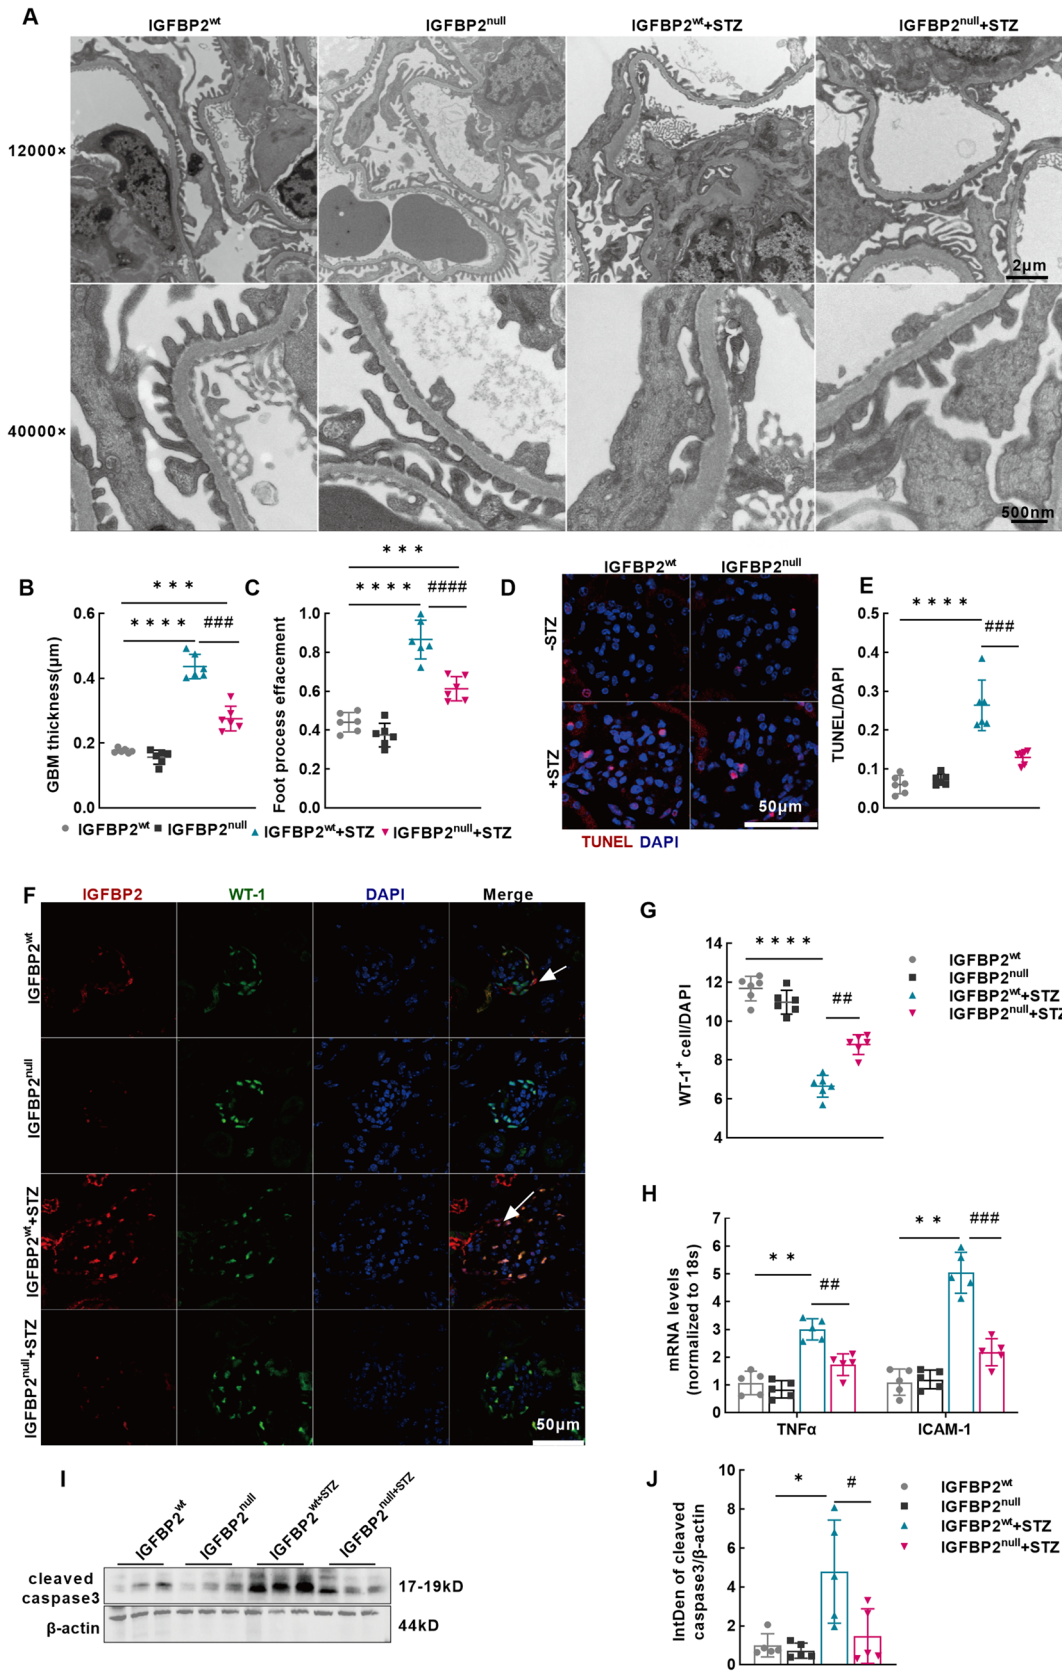 A
IGFBP2wt IGFBP2null IGFBP2wt+STZ IGFBP2null+STZ
12000×
2μm
40000×
500nm
B
* * *
* * * *
###
GBM thickness(μm)
0.6
0.4
0.2
0.0
C
* * *
* * * *
####
Foot process effacement
1.0
0.8
0.6
0.4
0.2
0.0
IGFBP2wt IGFBP2null IGFBP2wt+STZ IGFBP2null+STZ
D
IGFBP2wt IGFBP2null
-STZ
+STZ
50μm
TUNEL DAPI
E
* * * *
###
TUNEL/DAPI
0.5
0.4
0.3
0.2
0.1
0.0
F
IGFBP2 WT-1 DAPI Merge
IGFBP2wt
IGFBP2null
IGFBP2wt+STZ
IGFBP2null+STZ
50μm
G
* * * *
##
WT-1+ cell/DAPI
14
12
10
8
6
4
IGFBP2wt
IGFBP2null
IGFBP2wt+STZ
IGFBP2null+STZ
H
* *
##
* *
###
mRNA levels
(normalized to 18s)
7
6
5
4
3
2
1
0
TNFα ICAM-1
I
IGFBP2wt IGFBP2null IGFBP2wt+STZ IGFBP2null+STZ
cleaved
caspase3
17-19kD
β-actin
44kD
J
*
#
IntDen of cleaved
caspase3/β-actin
10
8
6
4
2
0
IGFBP2wt
IGFBP2null
IGFBP2wt+STZ
IGFBP2null+STZ